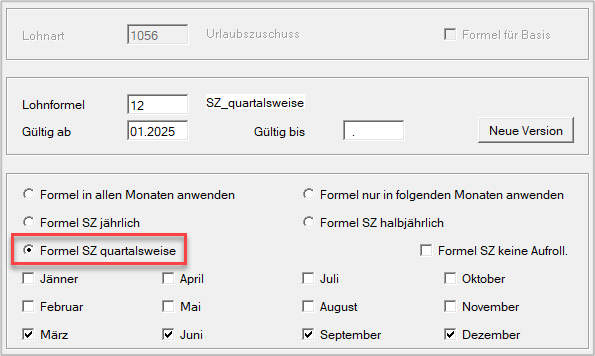 Lohnart 1056 Urlaubszuschuss Formel für Basis
Lohnformel 12 SZ_quartalsweise
Gültig ab 01.2025 Gültig bis . Neue Version
Formel in allen Monaten anwenden Formel nur in folgenden Monaten anwenden
Formel SZ jährlich Formel SZ halbjährlich
Formel SZ quartalsweise Formel SZ keine Aufroll.
Jänner April Juli Oktober
Februar Mai August November
März Juni September Dezember